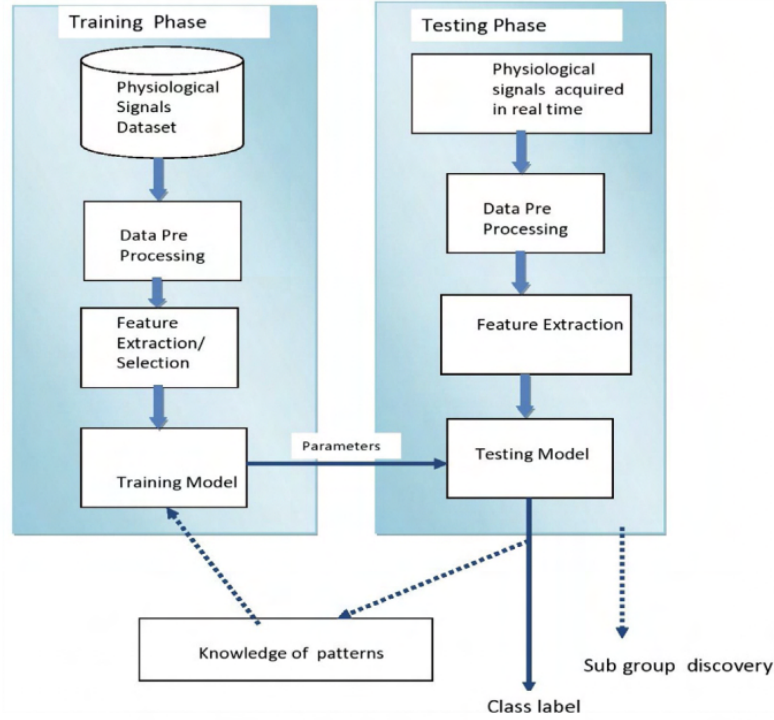 Training Phase
Physiological
Signals
Dataset
Data Pre
Processing
Feature
Extraction/
Selection
Training Model
Parameters
Testing Phase
Physiological
signals acquired
in real time
Data Pre
Processing
Feature Extraction
Testing Model
Knowledge of patterns
Sub group discovery
Class label